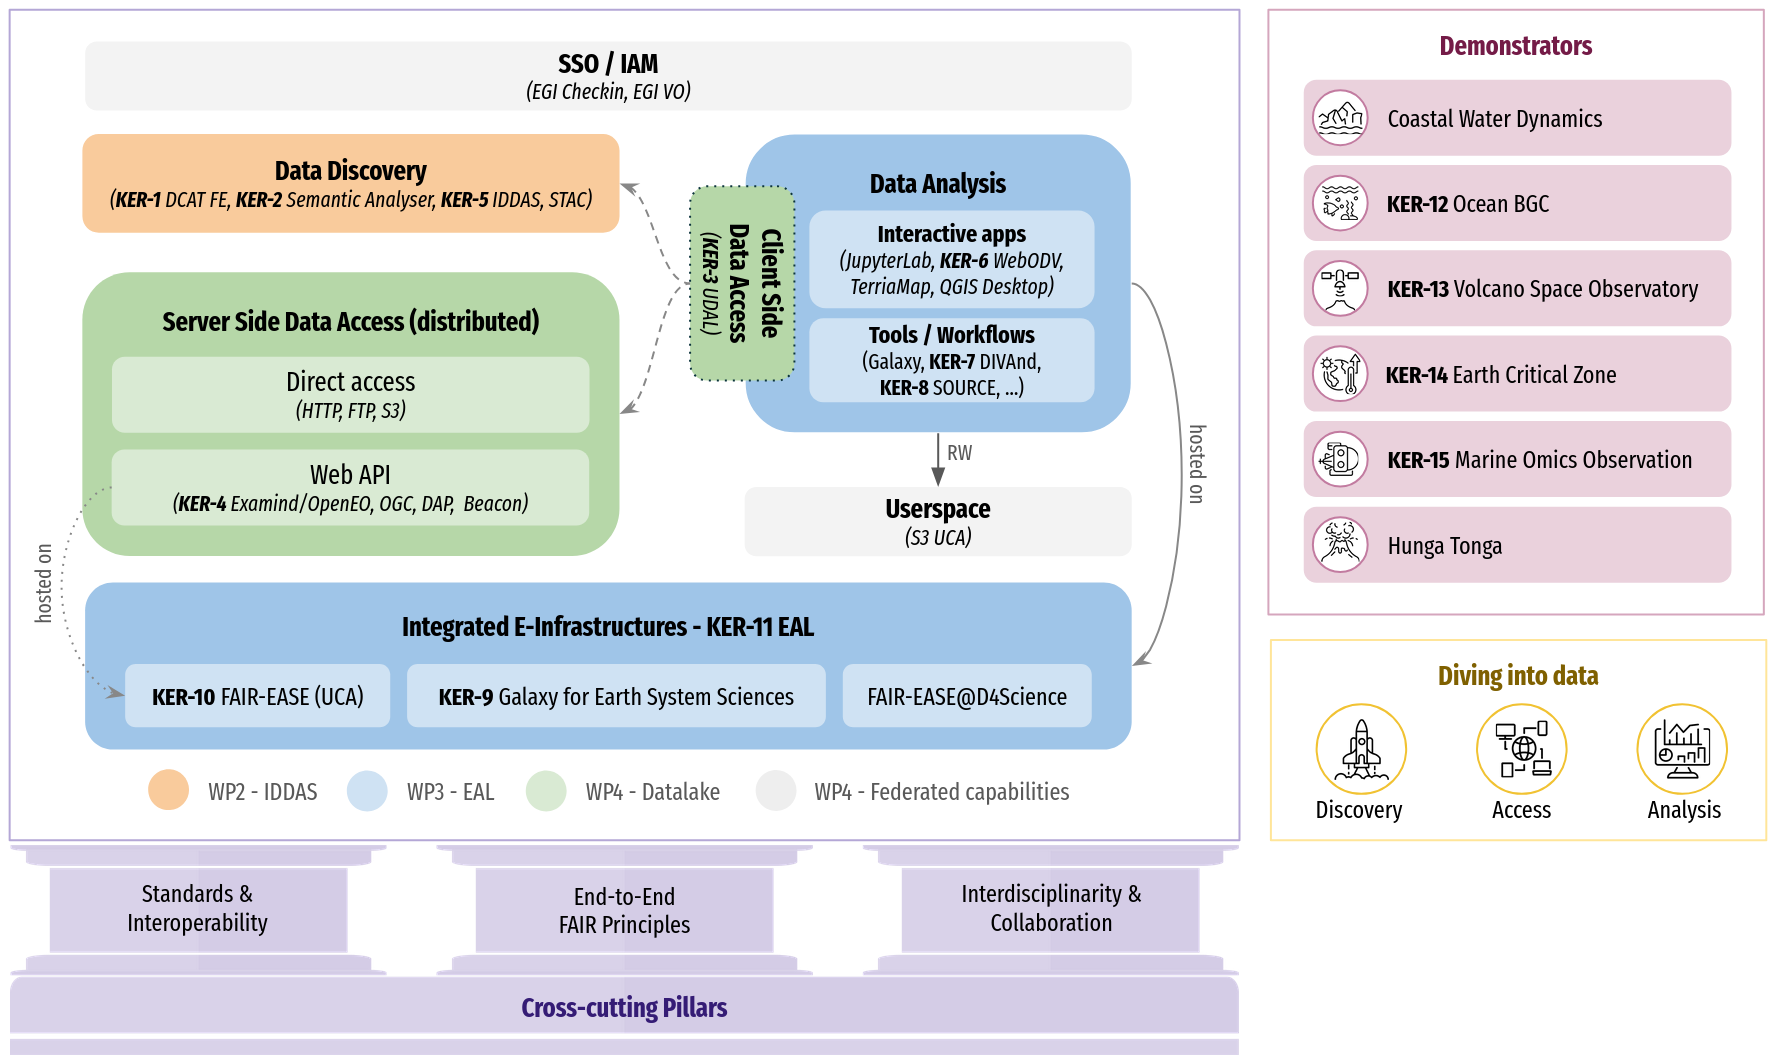 SSO / IAM
(EGI Checkin, EGI VO)
Data Discovery
(KER-1 DCAT FE, KER-2 Semantic Analyser, KER-5 IDDAS, STAC)
Server Side Data Access (distributed)
Direct access
(HTTP, FTP, S3)
Web API
(KER-4 Examind/OpenEO, OGC, DAP, Beacon)
Client Side
Data Access
(KER-3 UDAL)
Data Analysis
Interactive apps
(JupyterLab, KER-6 WebODV,
TerriaMap, QGIS Desktop)
Tools / Workflows
(Galaxy, KER-7 DIVAnd,
KER-8 SOURCE, ...)
RW
Userspace
(S3 UCA)
hosted on
hosted on
Integrated E-Infrastructures - KER-11 EAL
KER-10 FAIR-EASE (UCA)
KER-9 Galaxy for Earth System Sciences
FAIR-EASE@D4Science
WP2 - IDDAS
WP3 - EAL
WP4 - Datalake
WP4 - Federated capabilities
Standards &
Interoperability
End-to-End
FAIR Principles
Interdisciplinarity &
Collaboration
Cross-cutting Pillars
Demonstrators
Coastal Water Dynamics
KER-12 Ocean BGC
KER-13 Volcano Space Observatory
KER-14 Earth Critical Zone
KER-15 Marine Omics Observation
Hunga Tonga
Diving into data
Discovery
Access
Analysis